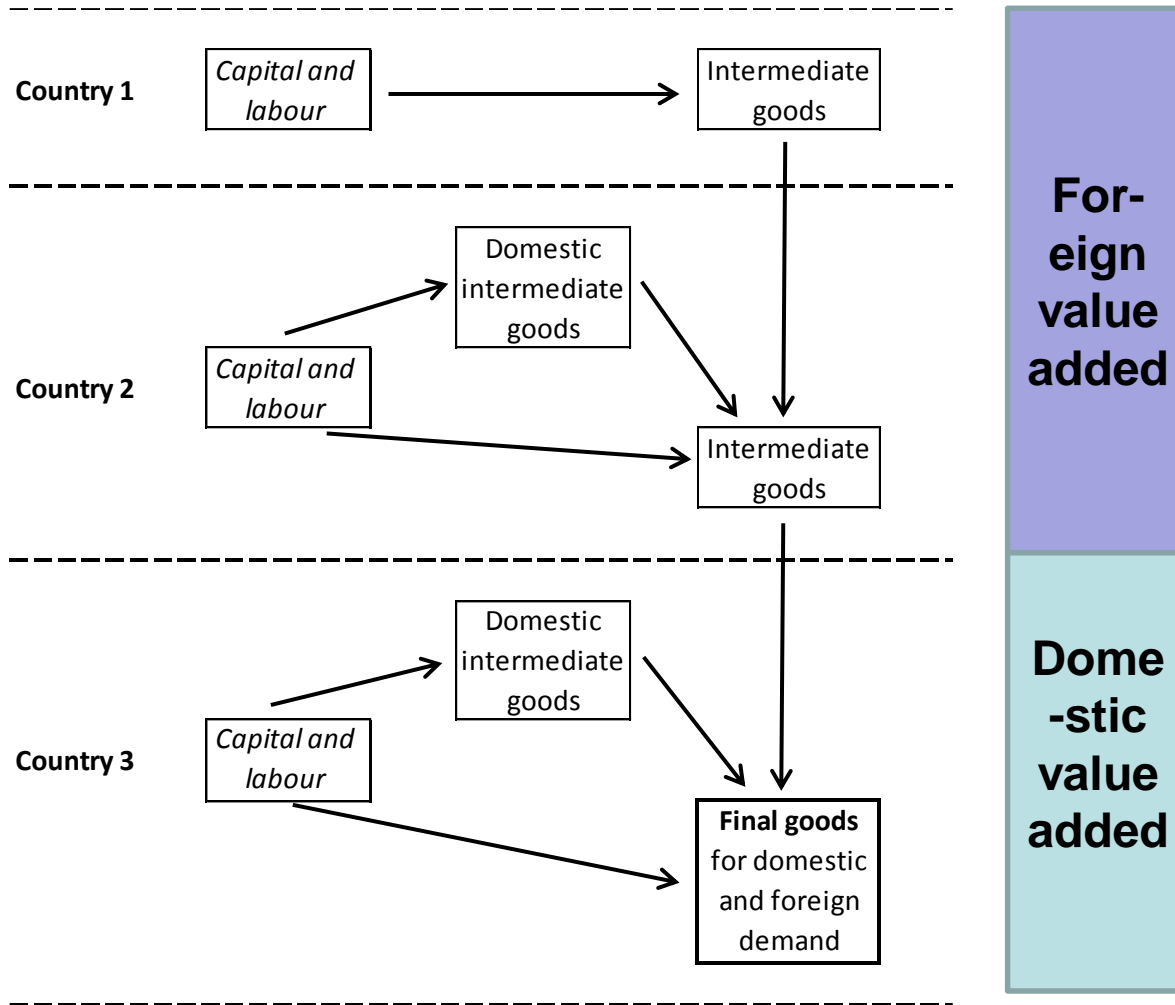 Country 1
Capital and
labour
Intermediate
goods
Country 2
Domestic
intermediate
goods
Capital and
labour
Intermediate
goods
Country 3
Domestic
intermediate
goods
Capital and
labour
Final goods
for domestic
and foreign
demand
For-
eign
value
added
Dome
-stic
value
added